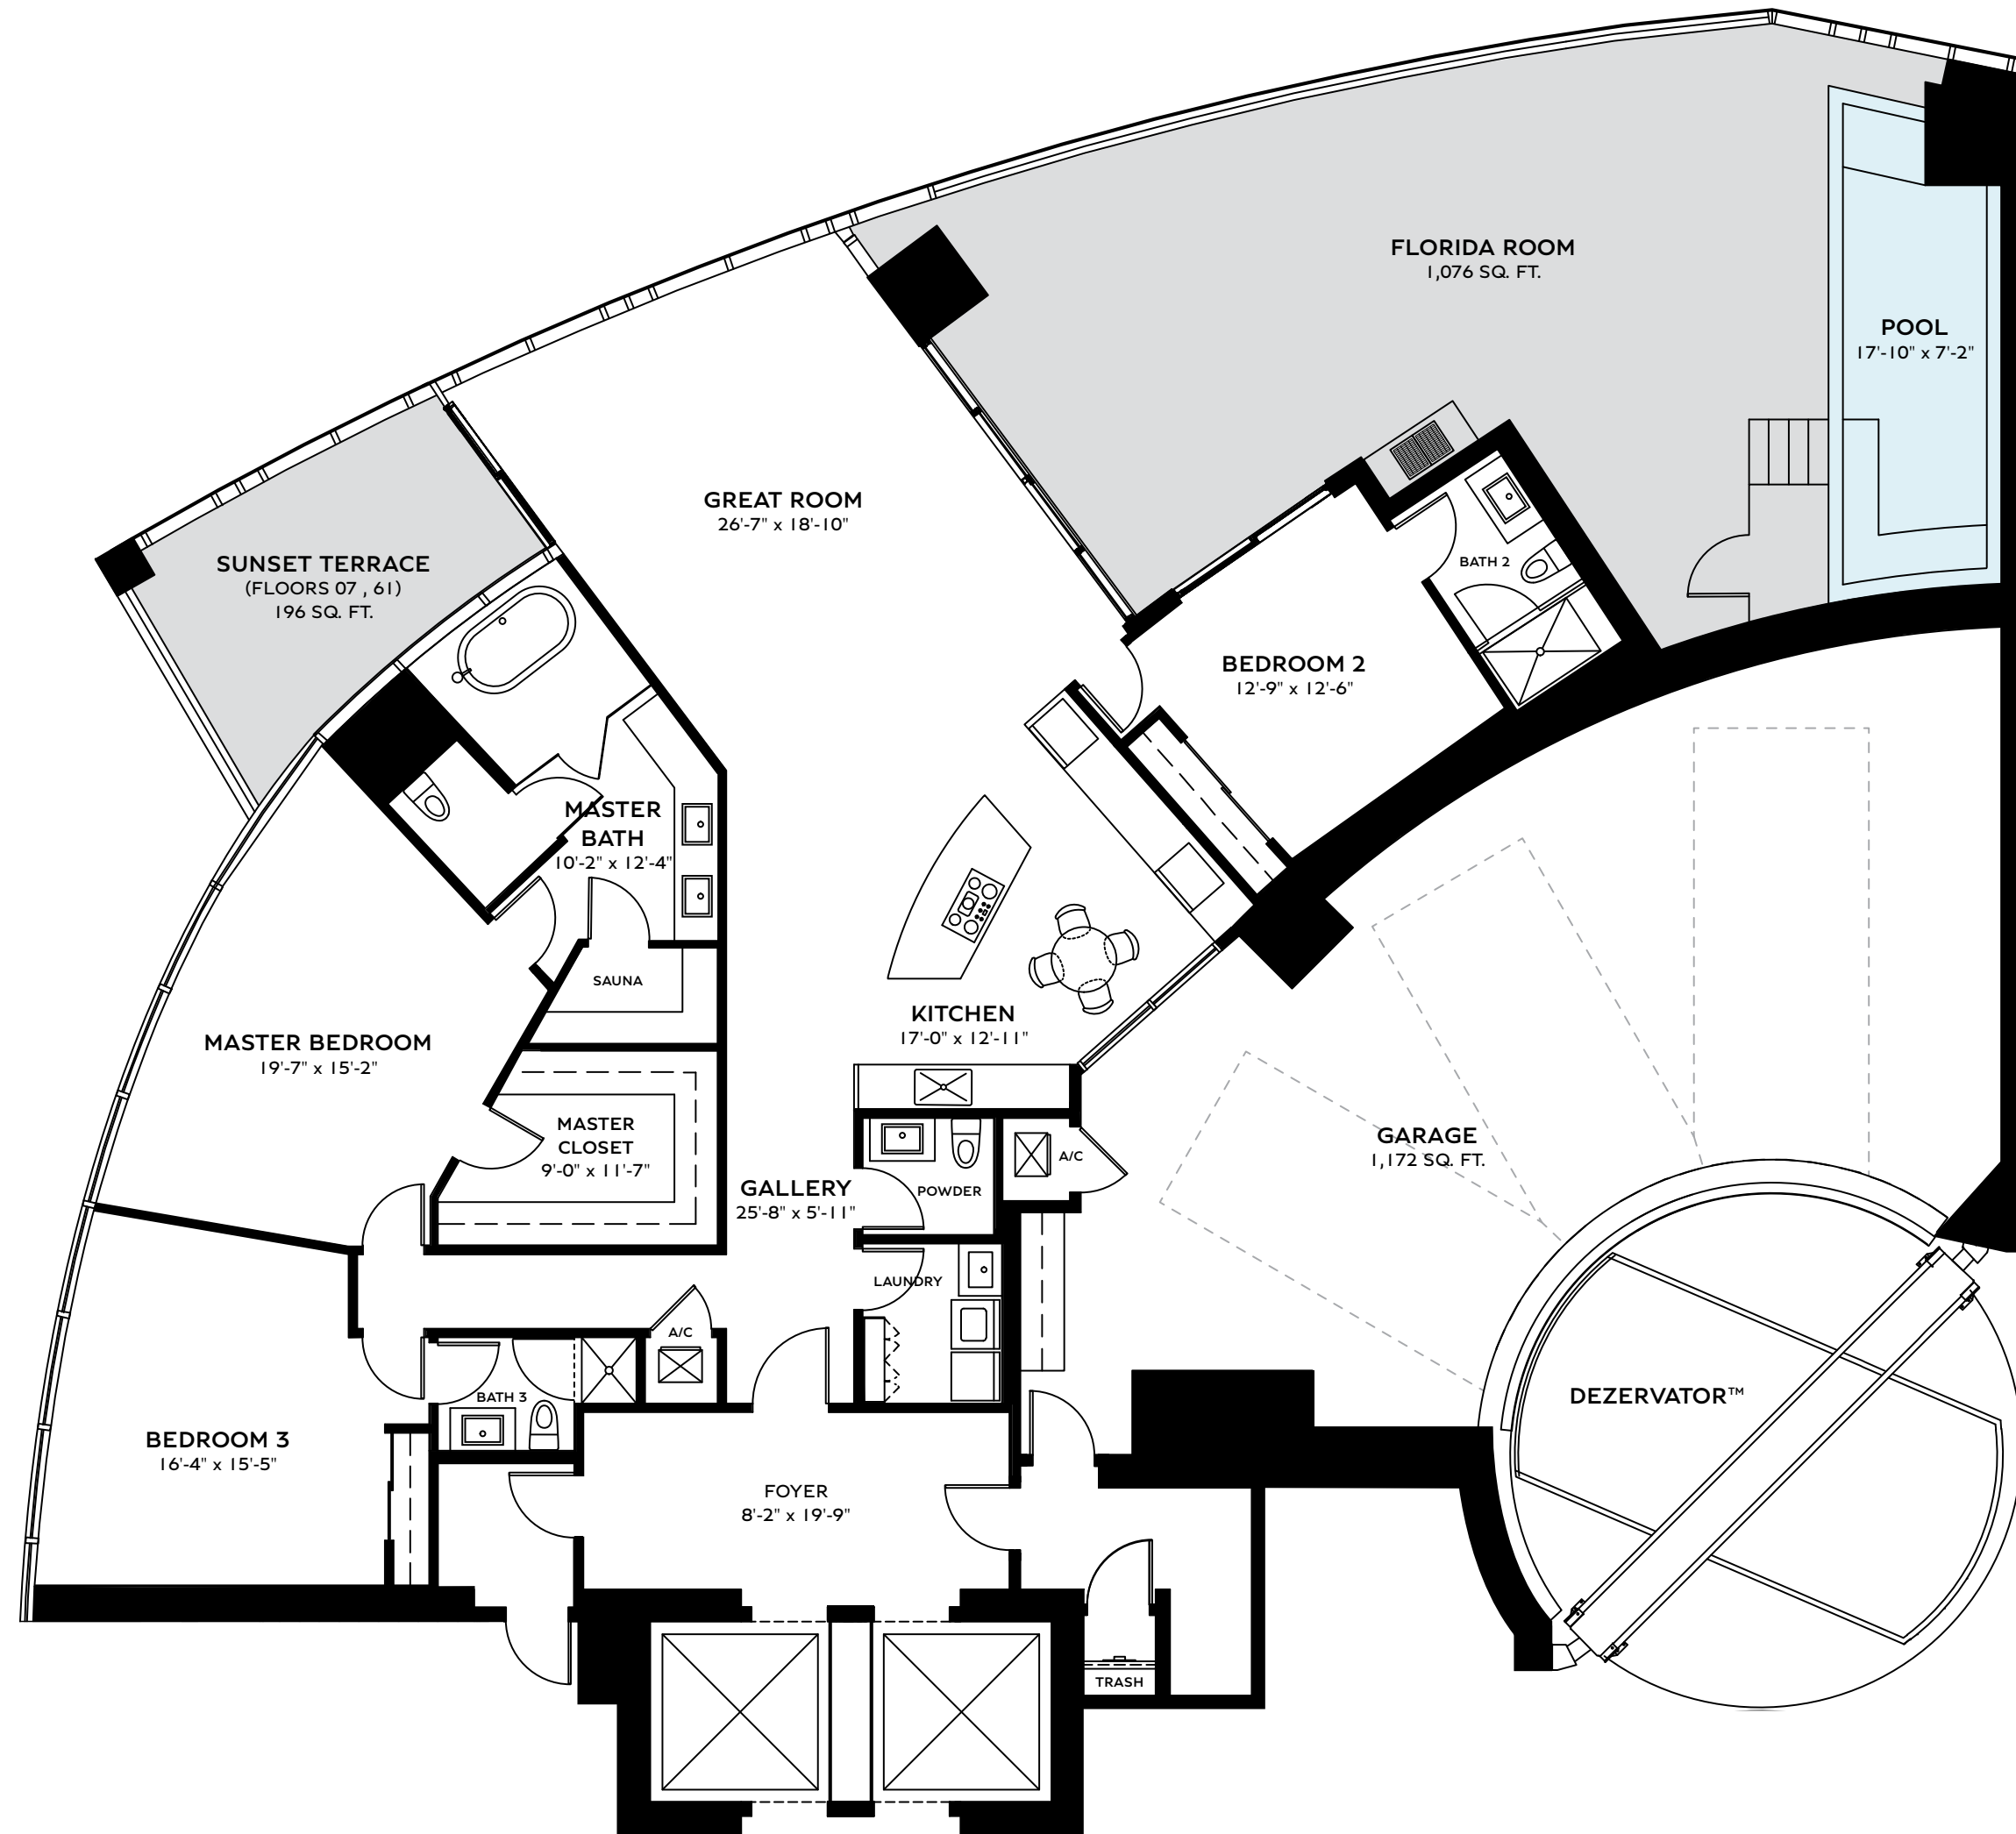 FLORIDA ROOM
1,076 SQ. FT.
POOL
17'-10" x 7'-2"
GREAT ROOM
26'-7" x 18'-10"
SUNSET TERRACE
(FLOORS 07 , 61)
196 SQ. FT.
BATH 2
BEDROOM 2
12'-9" x 12'-6"
MASTER
BATH
10'-2" x 12'-4"
SAUNA
KITCHEN
17'-0" x 12'-11"
MASTER BEDROOM
19'-7" x 15'-2"
MASTER
CLOSET
9'-0" x 11'-7"
GALLERY
25'-8" x 5'-11"
POWDER
A/C
GARAGE
1,172 SQ. FT.
LAUNDRY
A/C
BATH 3
DEZERVATOR™
BEDROOM 3
16'-4" x 15'-5"
FOYER
8'-2" x 19'-9"
TRASH